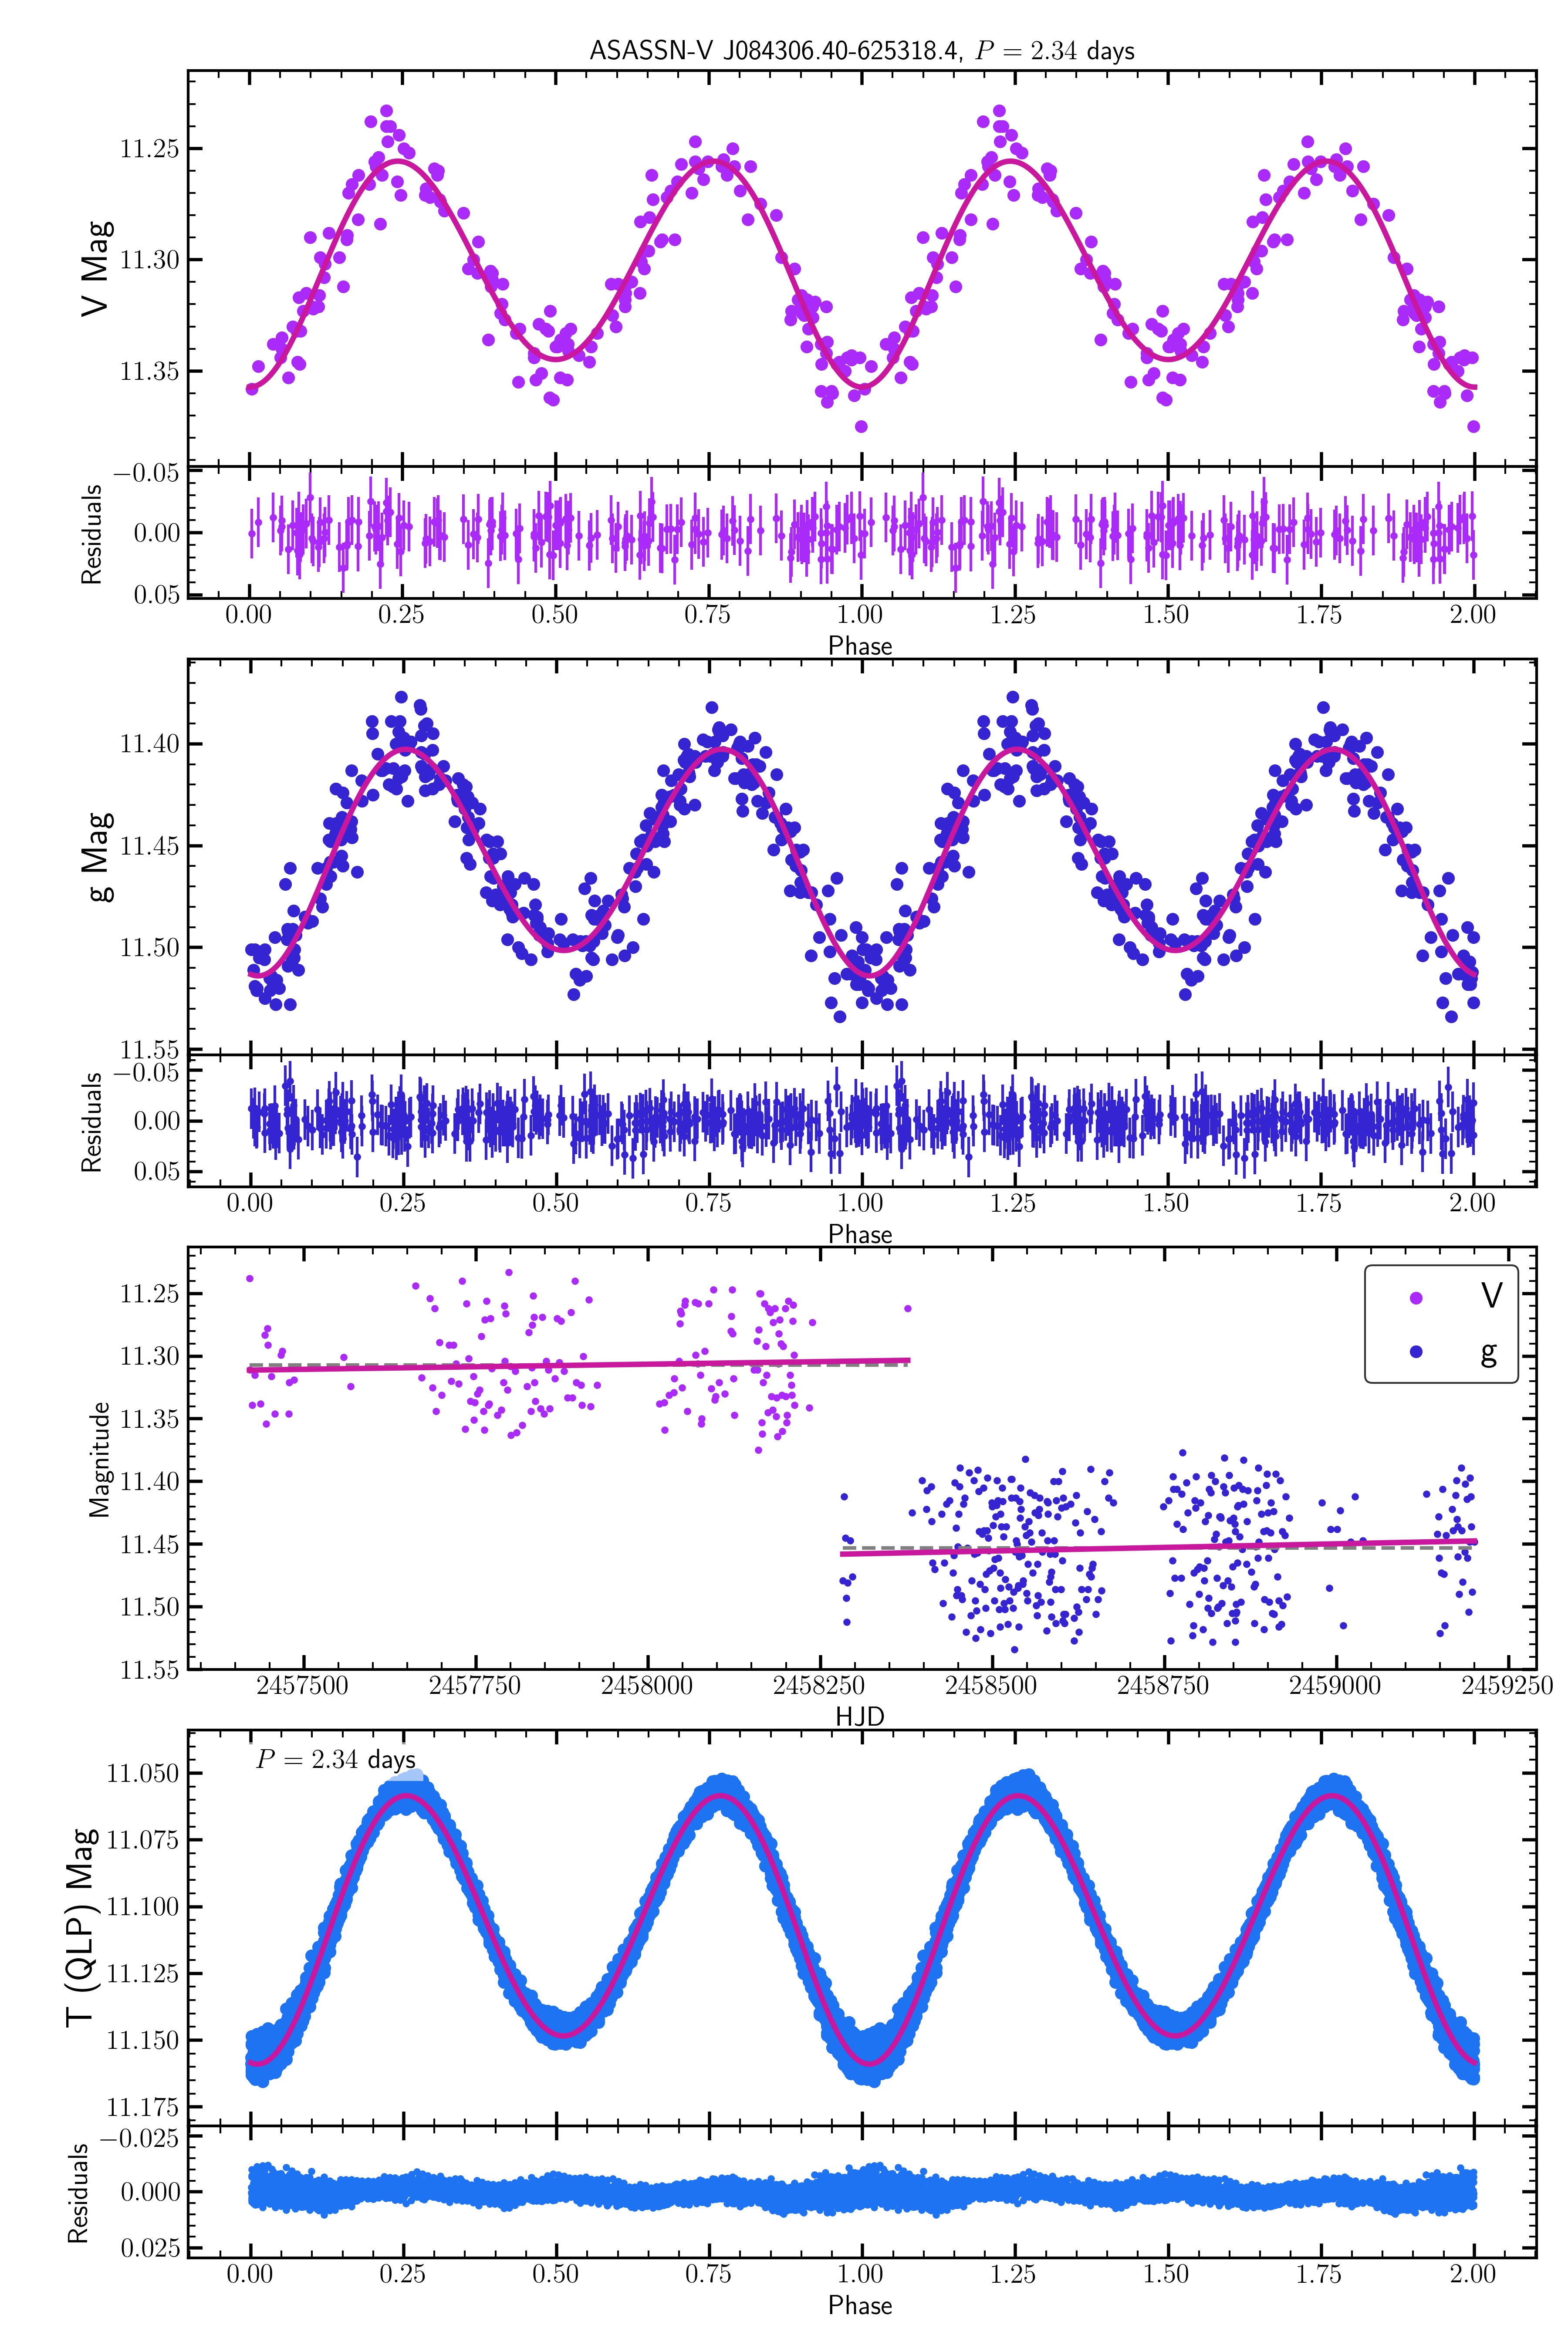 ASASSN-V J084306.40-625318.4, P = 2.34 days
11.25
11.30
11.35
V Mag
−0.05
0.00
0.05
Residuals
0.00 0.25 0.50 0.75 1.00 1.25 1.50 1.75 2.00
Phase
11.40
11.45
11.50
11.55
g Mag
−0.05
0.00
0.05
Residuals
0.00 0.25 0.50 0.75 1.00 1.25 1.50 1.75 2.00
Phase
11.25
11.30
11.35
11.40
11.45
11.50
11.55
Magnitude
V
g
2457500 2457750 2458000 2458250 2458500 2458750 2459000 2459250
HJD
P = 2.34 days
11.050
11.075
11.100
11.125
11.150
11.175
T (QLP) Mag
−0.025
0.000
0.025
Residuals
0.00 0.25 0.50 0.75 1.00 1.25 1.50 1.75 2.00
Phase